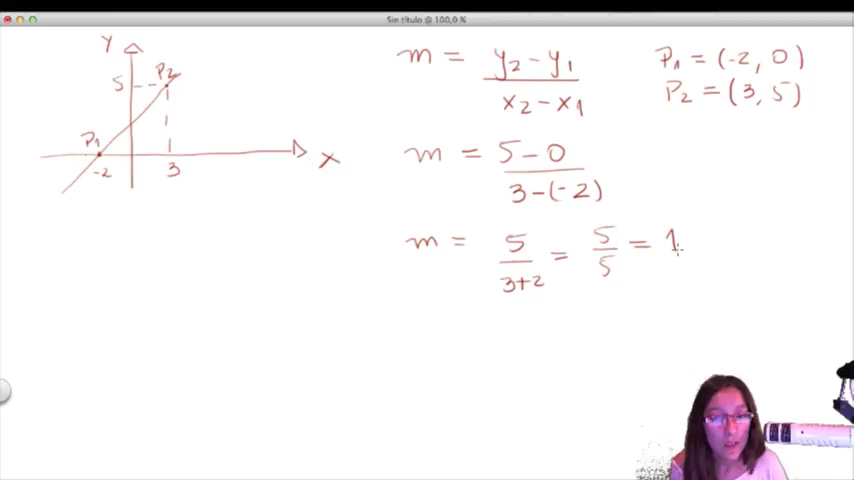 Sin título @ 100,0 %
Y
5
P2
P1
-2
3
X
m = y2 - y1 / x2 - x1
P1 = (-2, 0)
P2 = (3, 5)
m = 5 - 0 / 3 - (-2)
m = 5 / 3+2 = 5 / 5 = 1